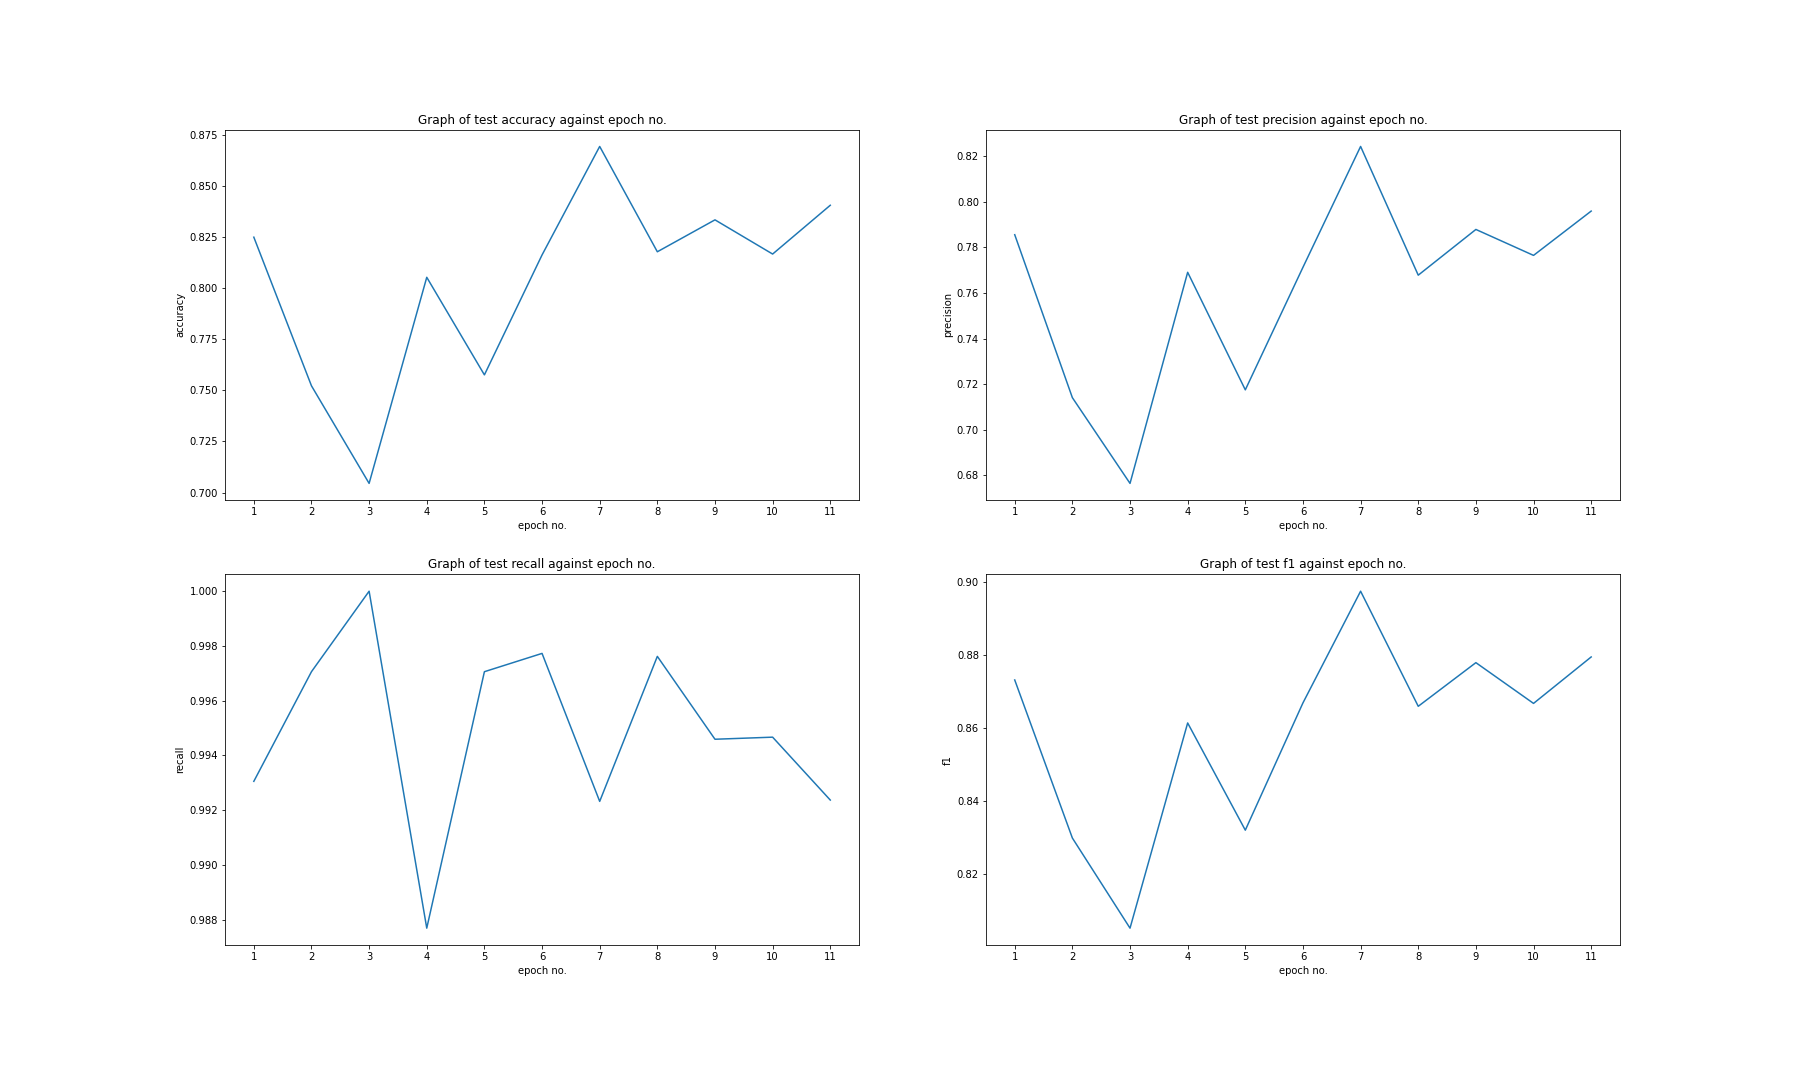 Graph of test accuracy against epoch no.
0.875
0.850
0.825
0.800
0.775
0.750
0.725
0.700
accuracy
1 2 3 4 5 6 7 8 9 10 11
epoch no.
Graph of test precision against epoch no.
0.82
0.80
0.78
0.76
0.74
0.72
0.70
0.68
precision
1 2 3 4 5 6 7 8 9 10 11
epoch no.
Graph of test recall against epoch no.
1.000
0.998
0.996
0.994
0.992
0.990
0.988
recall
1 2 3 4 5 6 7 8 9 10 11
epoch no.
Graph of test f1 against epoch no.
0.90
0.88
0.86
0.84
0.82
f1
1 2 3 4 5 6 7 8 9 10 11
epoch no.